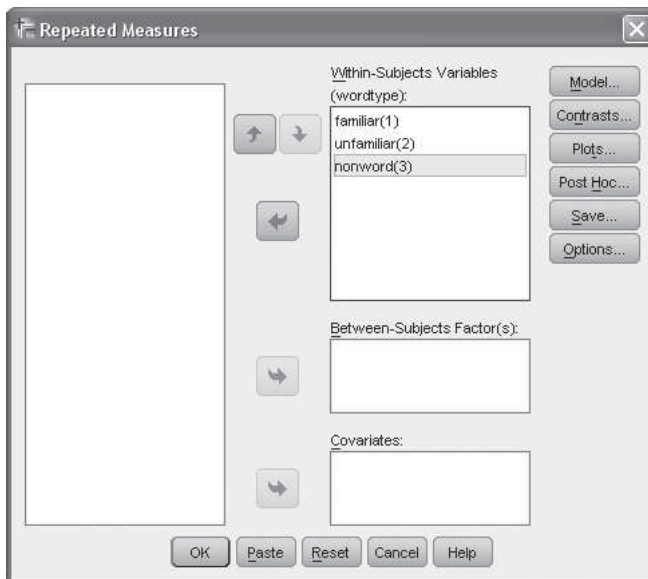 Repeated Measures
Within-Subjects Variables
(wordtype):
familiar(1)
unfamiliar(2)
nonword(3)
Model...
Contrasts...
Plots...
Post Hoc...
Save...
Options...
Between-Subjects Factor(s):
Covariates:
OK
Paste
Reset
Cancel
Help